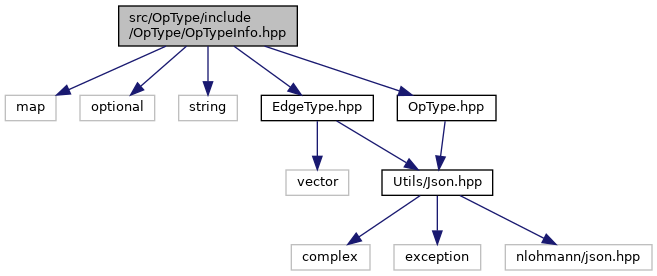 src/OpType/include
/OpType/OpTypeInfo.hpp
map
optional
string
EdgeType.hpp
OpType.hpp
vector
Utils/Json.hpp
complex
exception
nlohmann/json.hpp